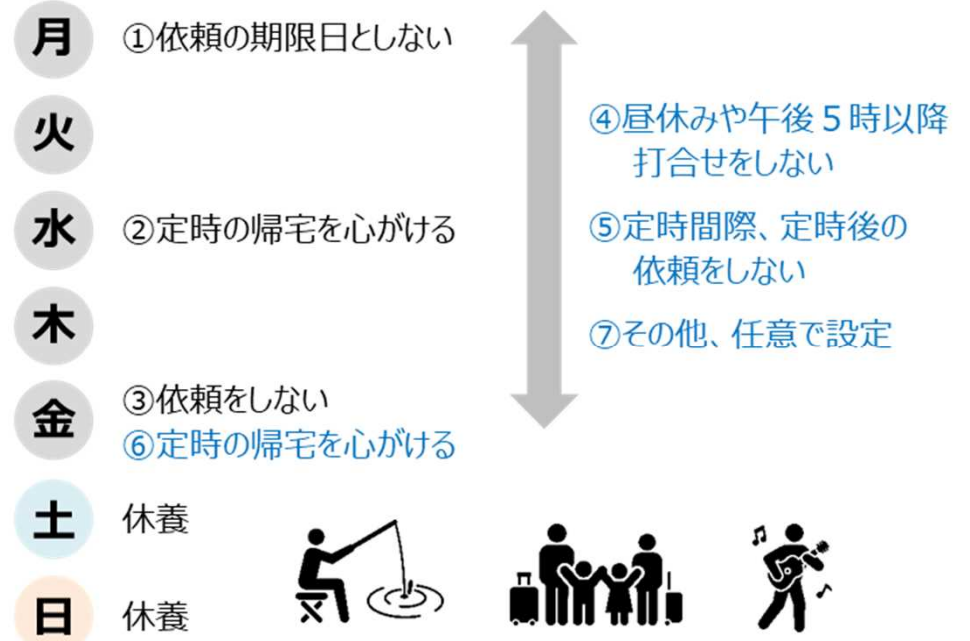 月 ①依頼の期限日としない
火
水 ②定時の帰宅を心がける
木
金 ③依頼をしない
⑥定時の帰宅を心がける
土 休養
日 休養
④昼休みや午後5時以降
打合せをしない
⑤定時間際、定時後の
依頼をしない
⑦その他、任意で設定